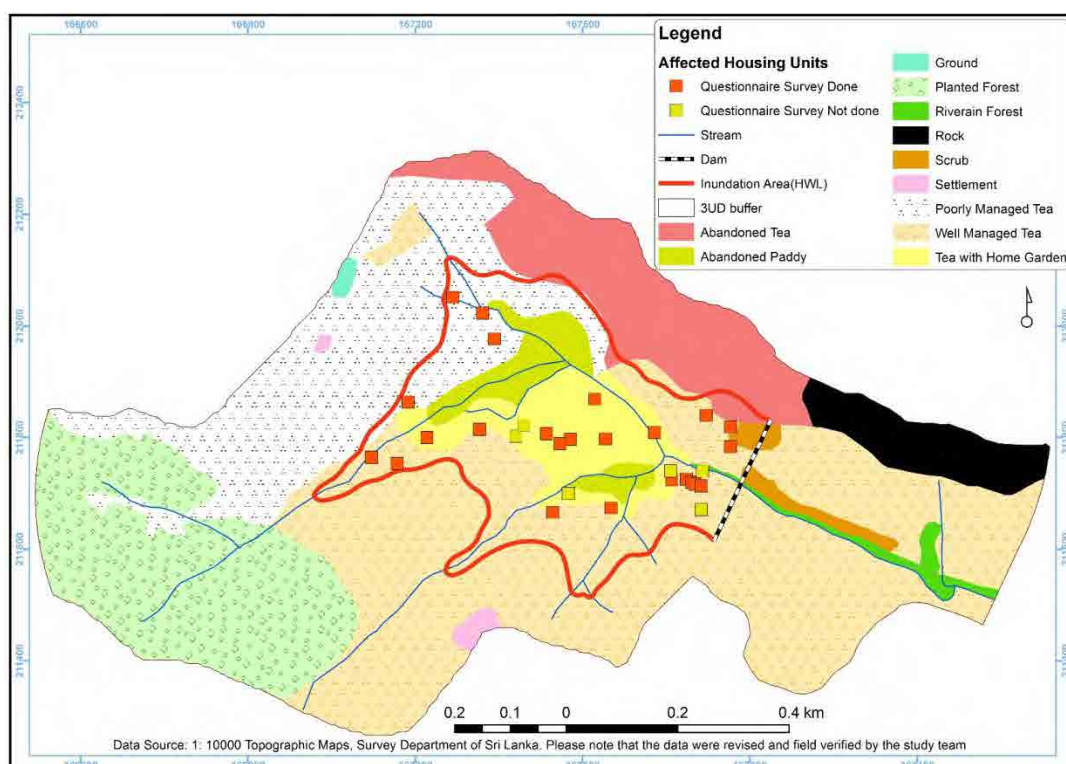 166800
167200
167600
Legend
Affected Housing Units
Questionnaire Survey Done
Questionnaire Survey Not done
Stream
Dam
Inundation Area(HWL)
3UD buffer
Abandoned Tea
Abandoned Paddy
Ground
Planted Forest
Riverain Forest
Rock
Scrub
Settlement
Poorly Managed Tea
Well Managed Tea
Tea with Home Garden
212400
212200
212000
211800
211600
211400
0.2 0.1 0 0.2 0.4 km
Data Source: 1: 10000 Topographic Maps, Survey Department of Sri Lanka. Please note that the data were revised and field verified by the study team